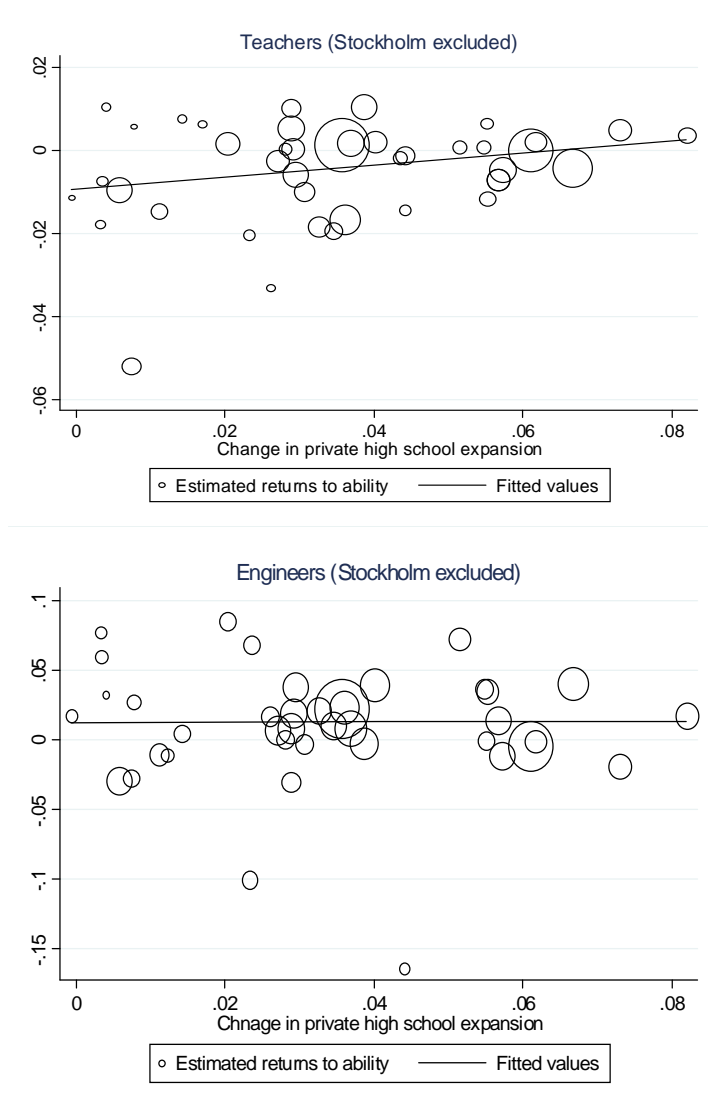 Teachers (Stockholm excluded)
.02
0
-.02
-.04
-.06
0 .02 .04 .06 .08
Change in private high school expansion
Estimated returns to ability Fitted values
Engineers (Stockholm excluded)
.1
.05
0
-.05
-.1
-.15
0 .02 .04 .06 .08
Chnage in private high school expansion
Estimated returns to ability Fitted values